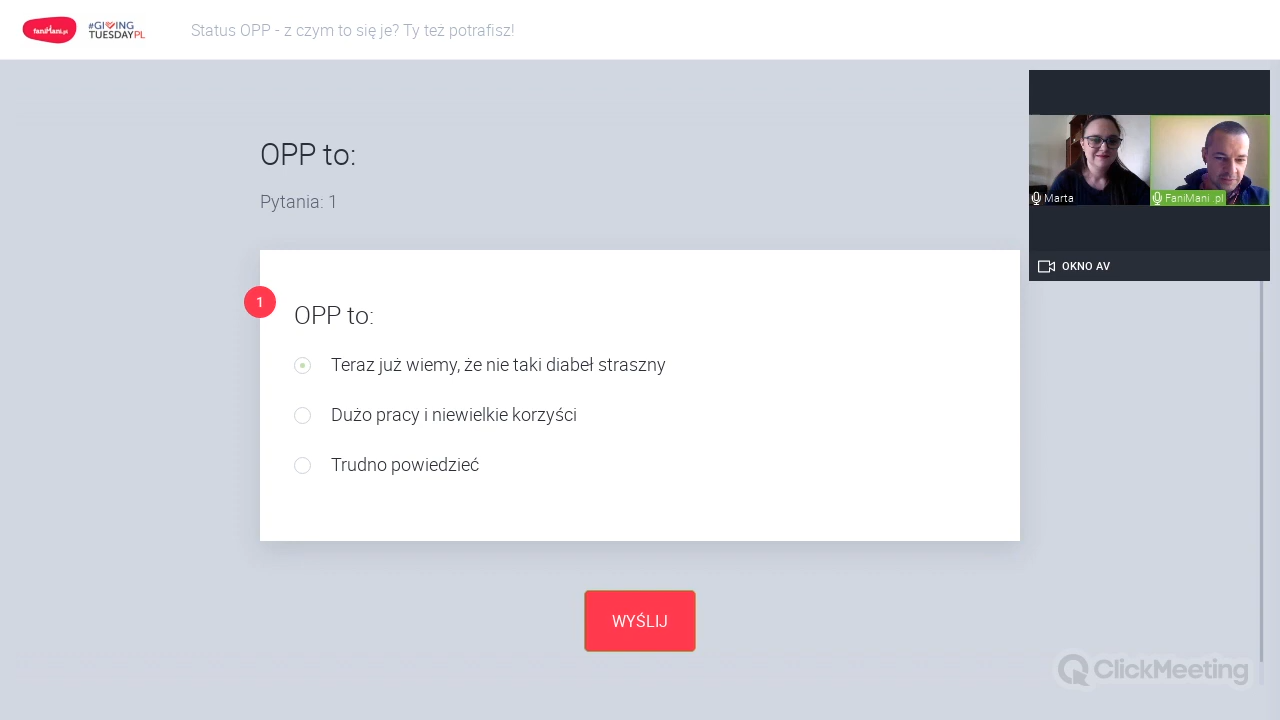 faniMani.pl
#GIVING
TUESDAYPL
Status OPP - z czym to się je? Ty też potrafisz!
OPP to:
Pytania: 1
Marta
FaniMani .pl
OKNO AV
1
OPP to:
Teraz już wiemy, że nie taki diabeł straszny
Dużo pracy i niewielkie korzyści
Trudno powiedzieć
WYŚLIJ
ClickMeeting